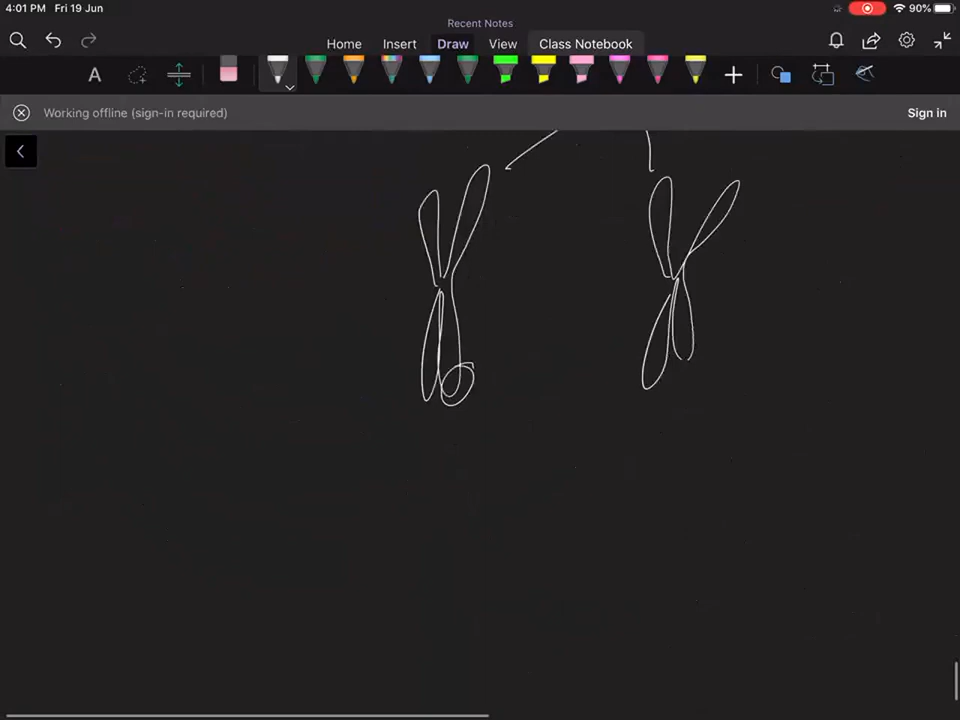 4:01 PM Fri 19 Jun 90%
Recent Notes
Home Insert Draw View Class Notebook
A
Working offline (sign-in required) Sign in